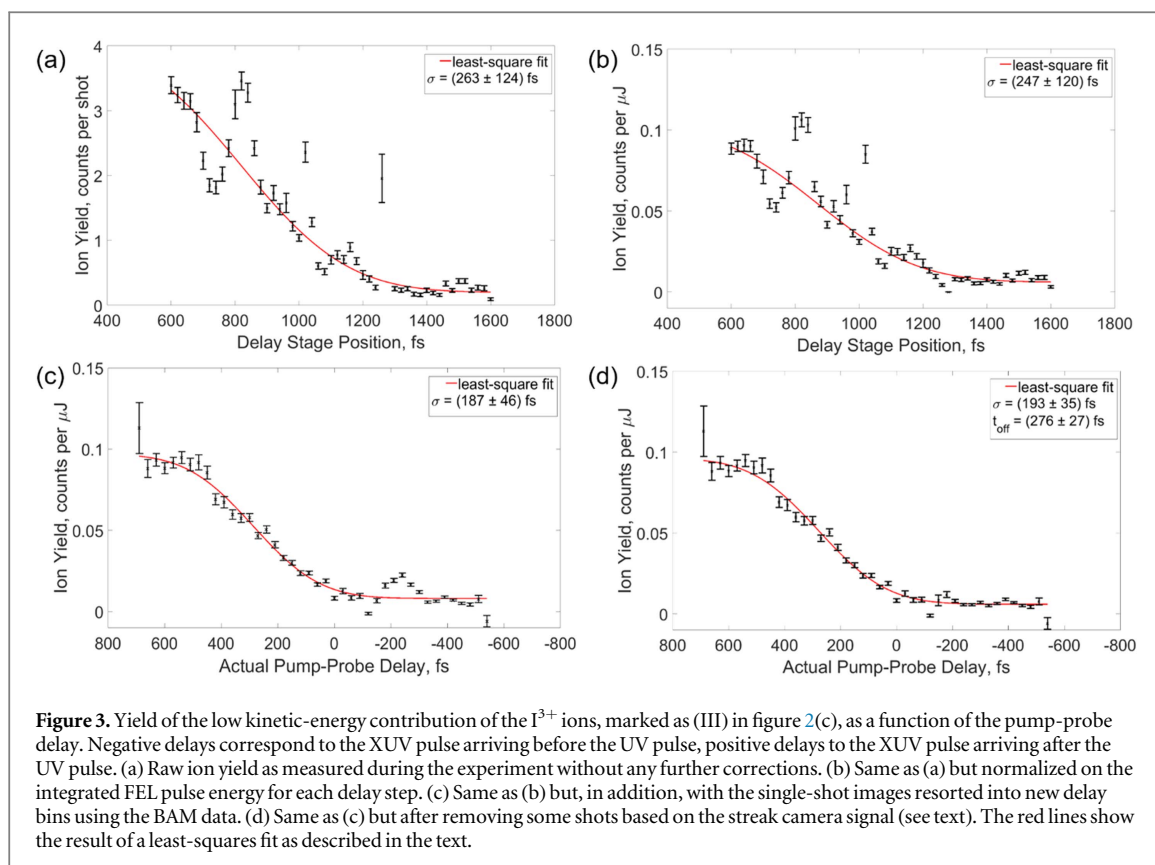 (a)
4
3
2
1
0
Ion Yield, counts per shot
least-square fit
σ = (263 ± 124) fs
400 600 800 1000 1200 1400 1600 1800
Delay Stage Position, fs
(b)
0.15
0.1
0.05
0
Ion Yield, counts per μJ
least-square fit
σ = (247 ± 120) fs
400 600 800 1000 1200 1400 1600 1800
Delay Stage Position, fs
(c)
0.15
0.1
0.05
0
Ion Yield, counts per μJ
least-square fit
σ = (187 ± 46) fs
800 600 400 200 0 -200 -400 -600 -800
Actual Pump-Probe Delay, fs
(d)
0.15
0.1
0.05
0
Ion Yield, counts per μJ
least-square fit
σ = (193 ± 35) fs
t_off = (276 ± 27) fs
800 600 400 200 0 -200 -400 -600 -800
Actual Pump-Probe Delay, fs
Figure 3. Yield of the low kinetic-energy contribution of the I³⁺ ions, marked as (III) in figure 2(c), as a function of the pump-probe
delay. Negative delays correspond to the XUV pulse arriving before the UV pulse, positive delays to the XUV pulse arriving after the
UV pulse. (a) Raw ion yield as measured during the experiment without any further corrections. (b) Same as (a) but normalized on the
integrated FEL pulse energy for each delay step. (c) Same as (b) but, in addition, with the single-shot images resorted into new delay
bins using the BAM data. (d) Same as (c) but after removing some shots based on the streak camera signal (see text). The red lines show
the result of a least-squares fit as described in the text.